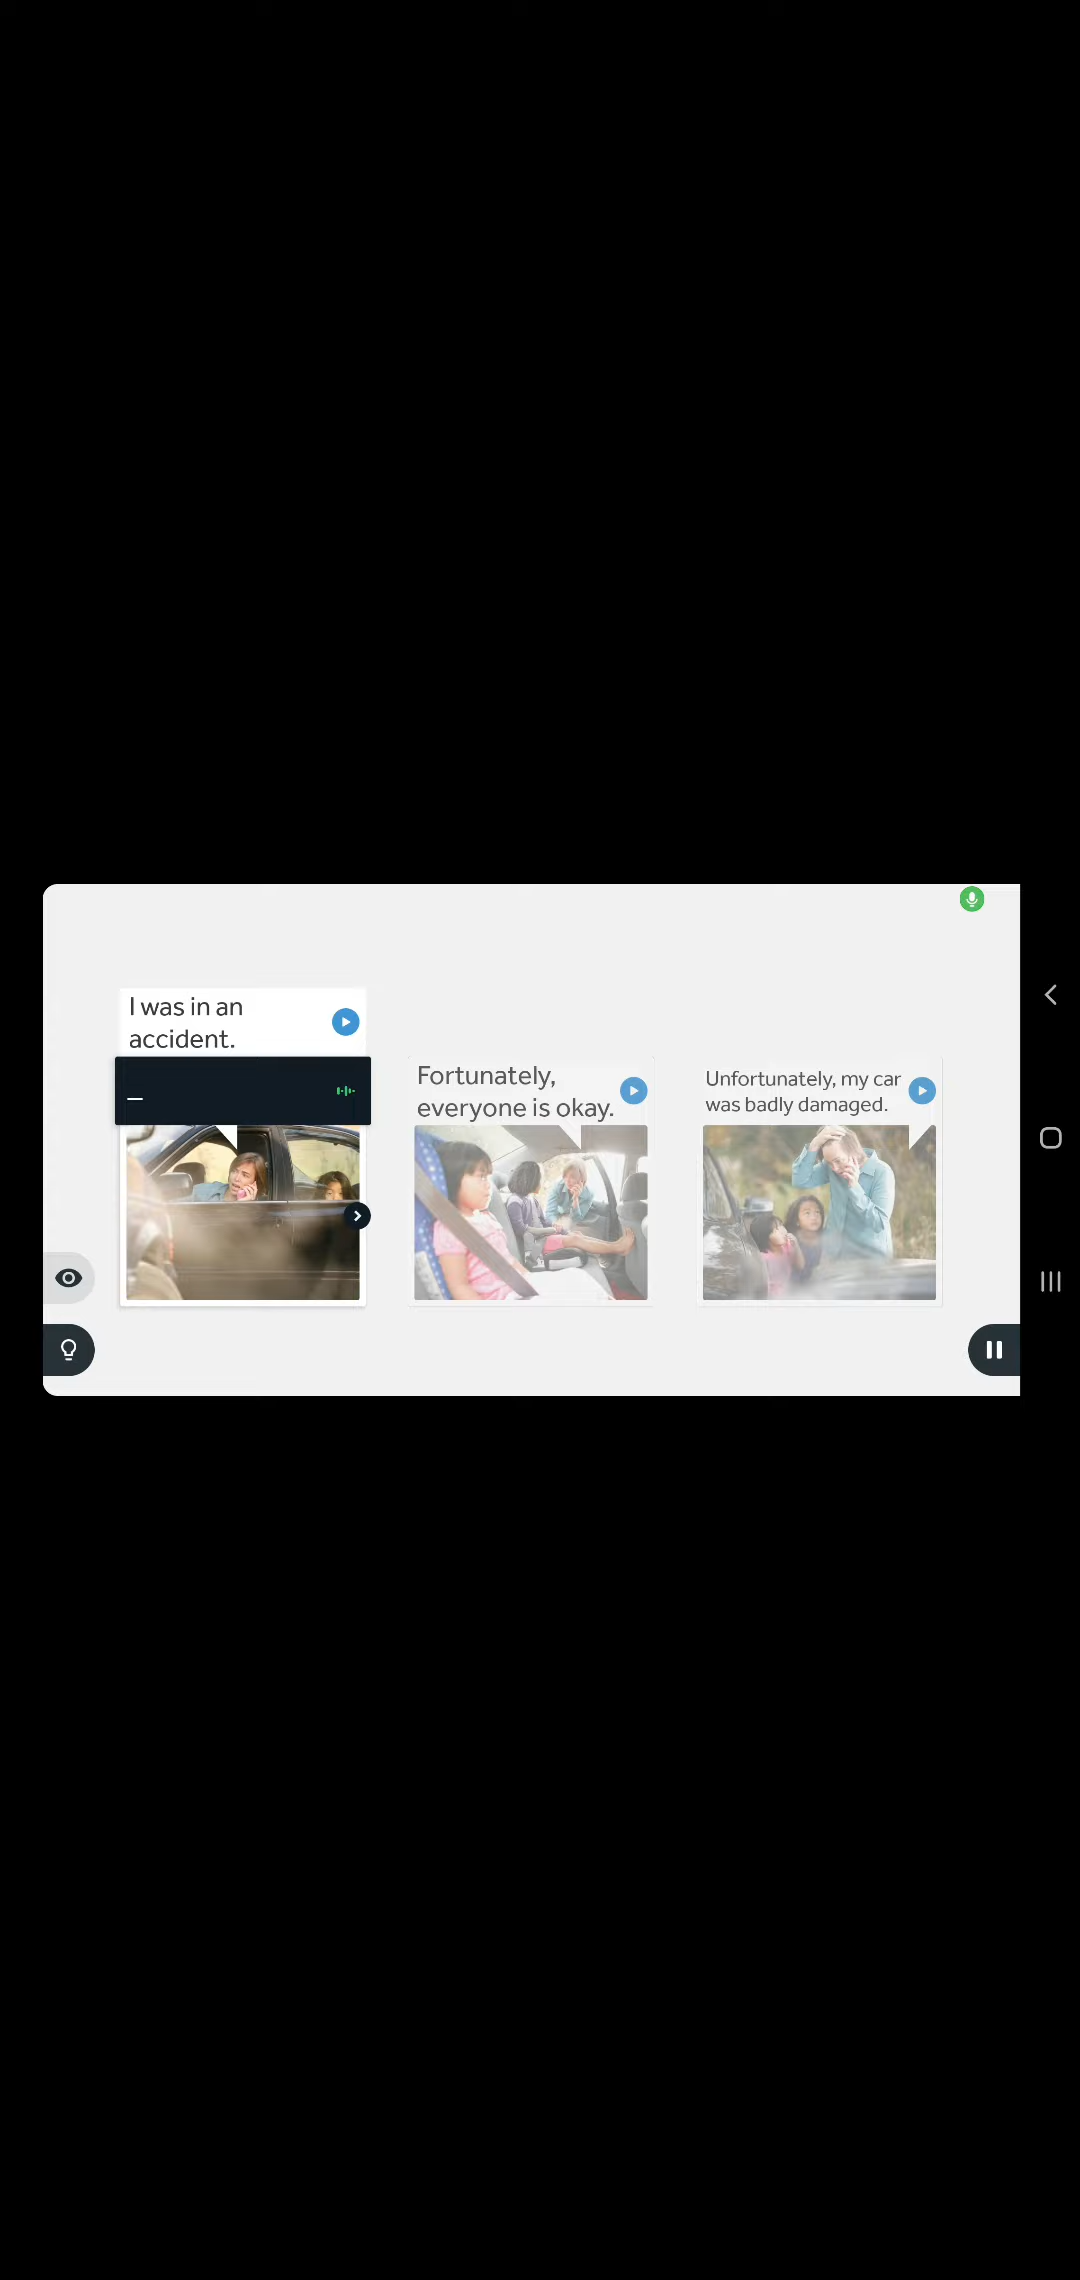 I was in an
accident.
Fortunately,
everyone is okay.
Unfortunately, my car
was badly damaged.